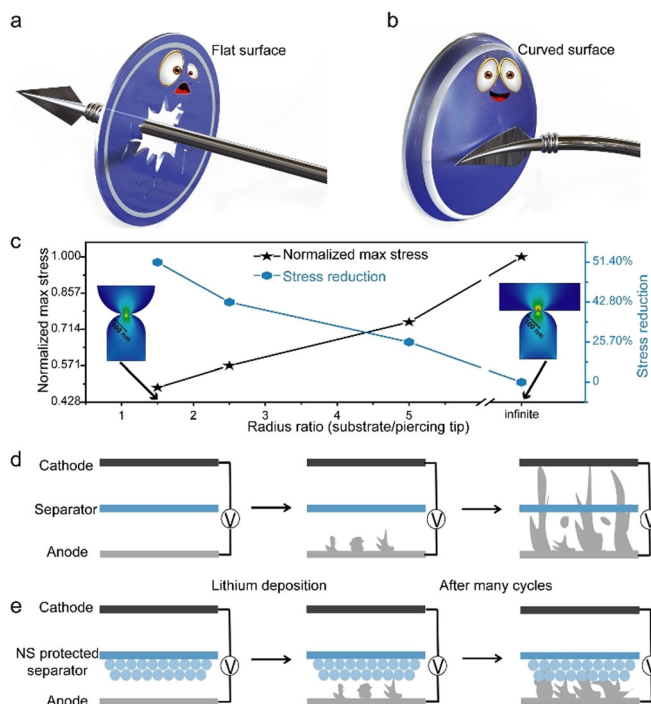 a
b
Flat surface
Curved surface
c
Normalized max stress
1.000
0.857
0.714
0.571
0.428
Normalized max stress
Stress reduction
100 nm
100 nm
51.40%
42.80%
25.70%
0
Stress reduction
1
2
3
4
5
infinite
Radius ratio (substrate/piercing tip)
d
Cathode
Separator
Anode
V
V
V
Lithium deposition
After many cycles
e
Cathode
NS protected
separator
Anode
V
V
V